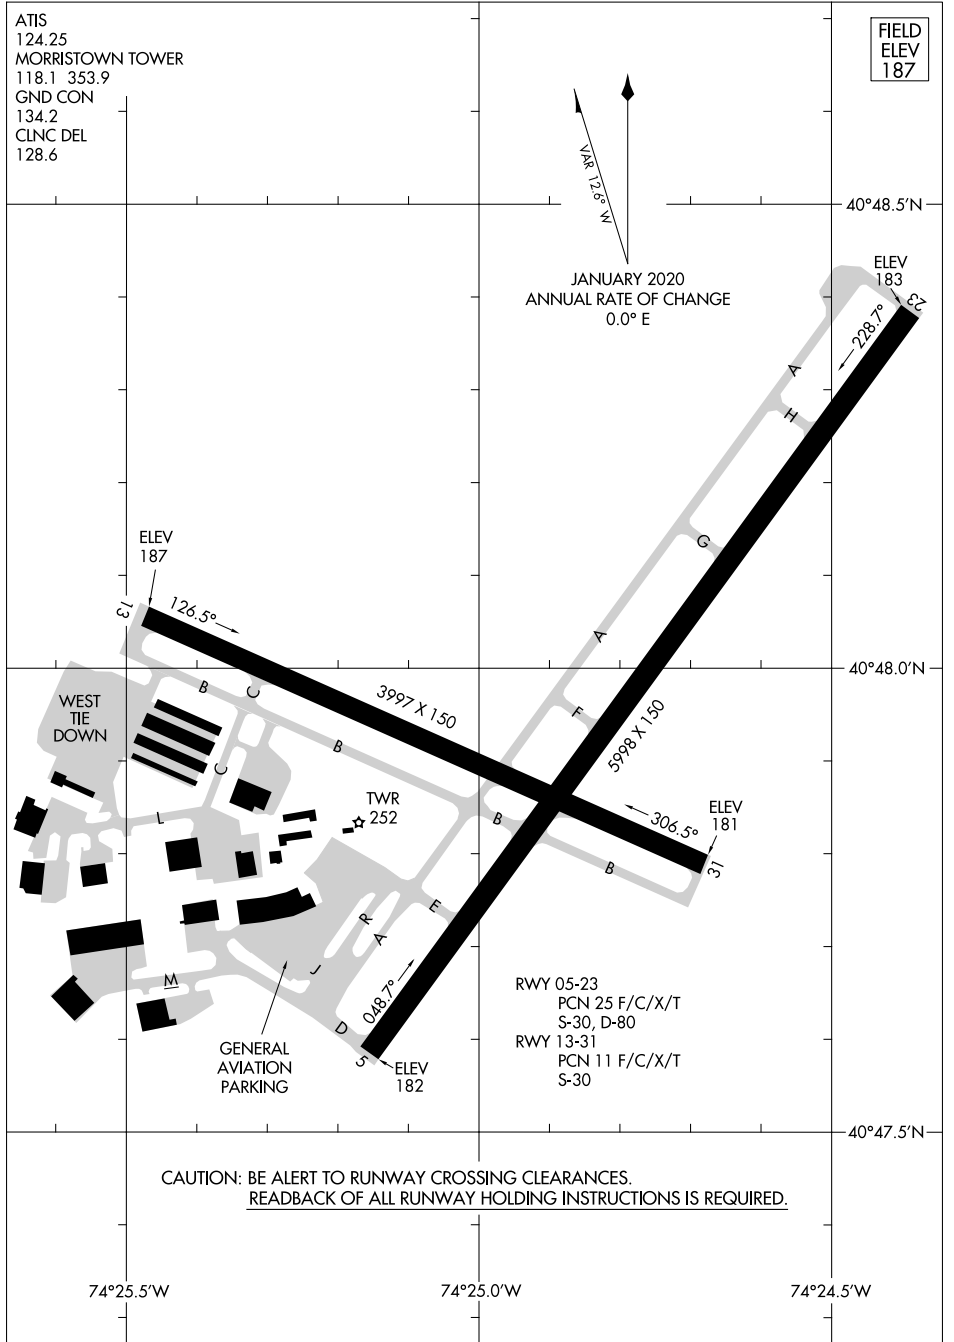 ATIS
124.25
MORRISTOWN TOWER
118.1 353.9
GND CON
134.2
CLNC DEL
128.6
FIELD
ELEV
187
VAR 12.6° W
40°48.5'N
JANUARY 2020
ANNUAL RATE OF CHANGE
0.0° E
ELEV
183
23
228.7°
A
H
G
ELEV
187
13
126.5°
A
40°48.0'N
WEST
TIE
DOWN
B
C
3997 X 150
F
5998 X 150
B
C
TWR
252
L
B
306.5°
ELEV
181
31
B
R
E
A
J
M
048.7°
D
5
ELEV
182
GENERAL
AVIATION
PARKING
RWY 05-23
PCN 25 F/C/X/T
S-30, D-80
RWY 13-31
PCN 11 F/C/X/T
S-30
40°47.5'N
CAUTION: BE ALERT TO RUNWAY CROSSING CLEARANCES.
READBACK OF ALL RUNWAY HOLDING INSTRUCTIONS IS REQUIRED.
74°25.5'W
74°25.0'W
74°24.5'W